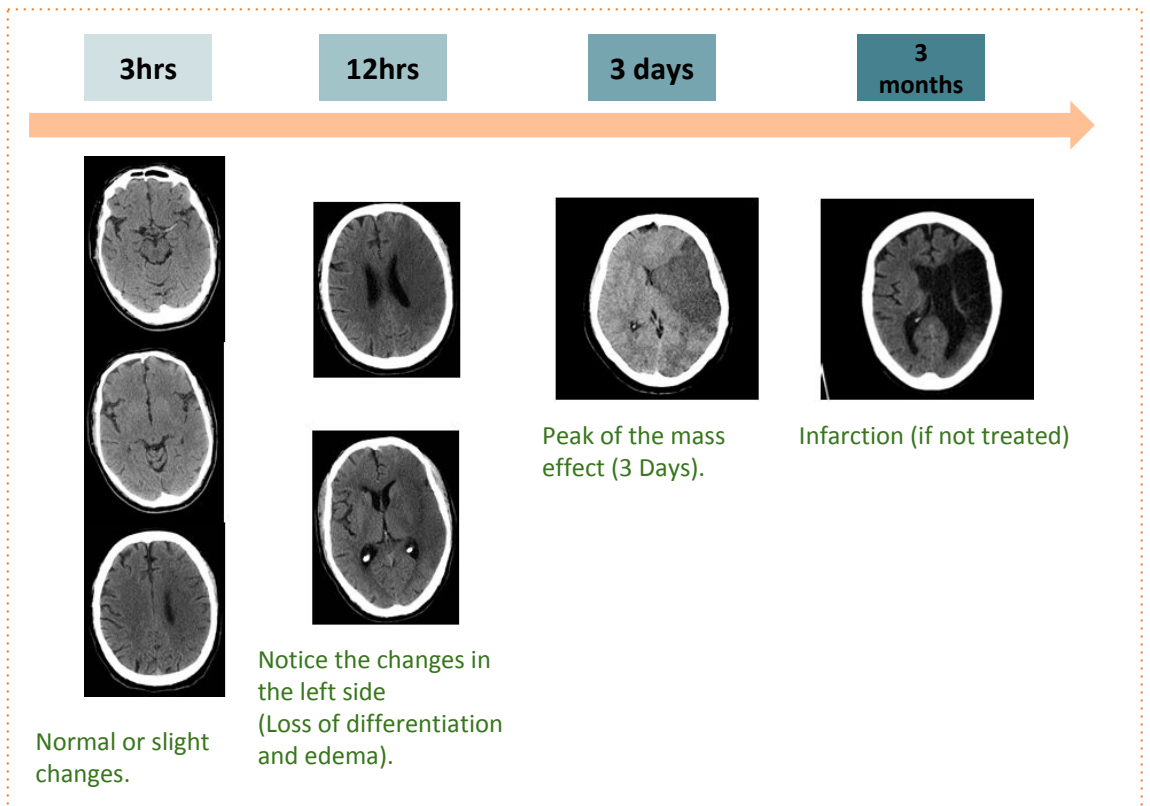 3hrs
12hrs
3 days
3
months
Normal or slight
changes.
Notice the changes in
the left side
(Loss of differentiation
and edema).
Peak of the mass
effect (3 Days).
Infarction (if not treated)